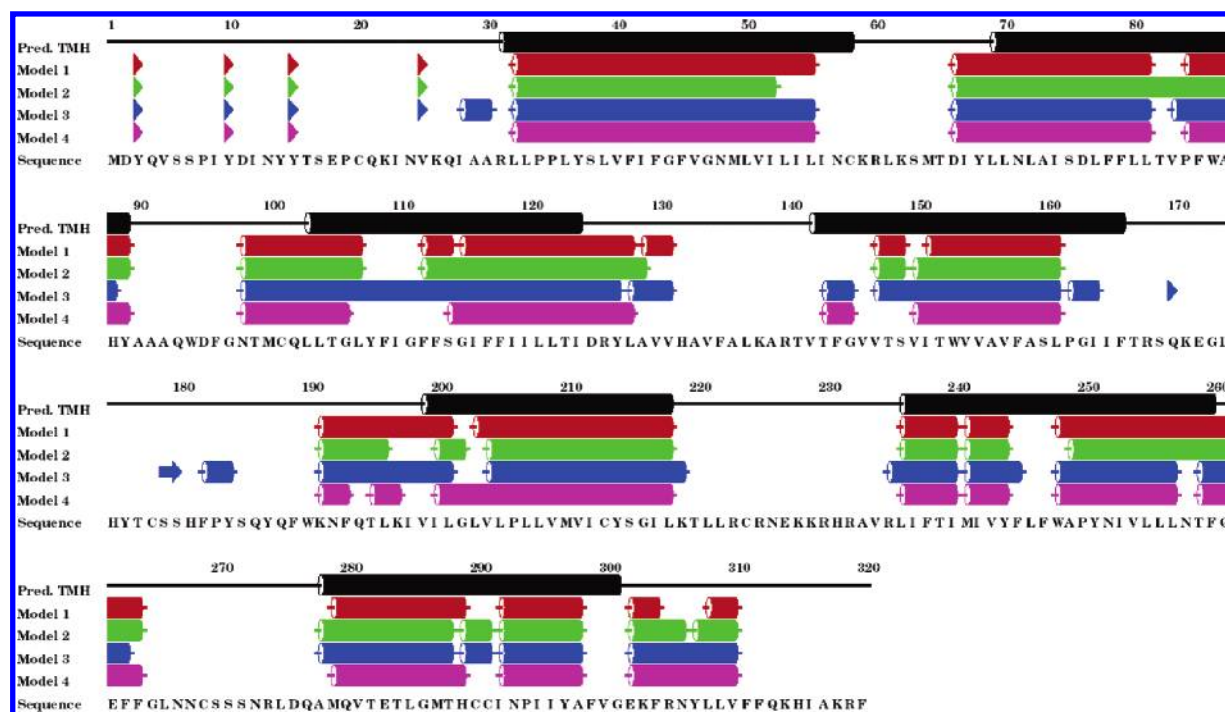 1 10 20 30 40 50 60 70 80
Pred. TMH
Model 1
Model 2
Model 3
Model 4
Sequence MDYQVSSPIYDINYYTSEPCQKINVKQIAARLLPPLYSLVFIFGFVGNMLVILILINCKRLKSMTDIYLLNLAISDLFFLLTVPFWA
90 100 110 120 130 140 150 160 170
Pred. TMH
Model 1
Model 2
Model 3
Model 4
Sequence HYAAAQWDFGNTMCQLLTGLYFIGFFSGIFFIILLTIDRYLAVVHAVFALKARTVTFGVVTSVITWVVAVFASLPGIIFTRSQKEGL
180 190 200 210 220 230 240 250 260
Pred. TMH
Model 1
Model 2
Model 3
Model 4
Sequence HYTCSSHFPYSQYQFWKNFQTLKIVILGLVLPLLVMVICYSGILKTLLRCRNEKKRHRAVRLIFTIMIVYFLFWAPYNIVLLLNTFQ
270 280 290 300 310 320
Pred. TMH
Model 1
Model 2
Model 3
Model 4
Sequence EFFGLNNCSSSNRLDQAMQVTETLGMTHCCINPIIYAFVGEKFRNYLLVFFQKHIAKRF